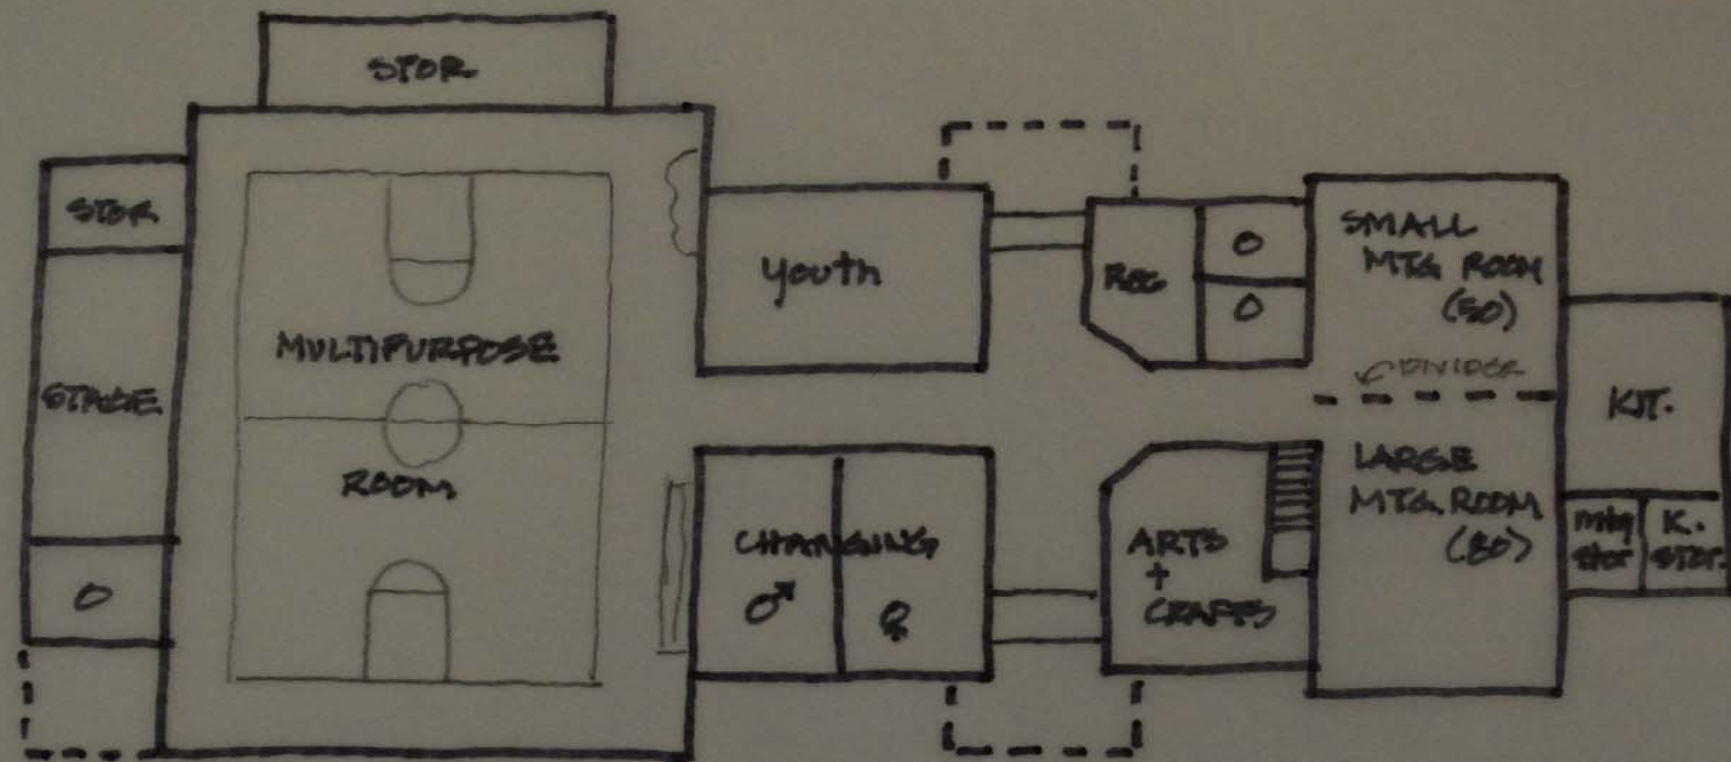 STOR.
STOR
STAGE
MULTIPURPOSE
ROOM
youth
REC
SMALL
MTG ROOM
(50)
DIVIDER
KIT.
CHANGING
♂ ♀
ARTS
+
CRAFTS
LARGE
MTG. ROOM
(80)
mtg
stor
K.
STOR.